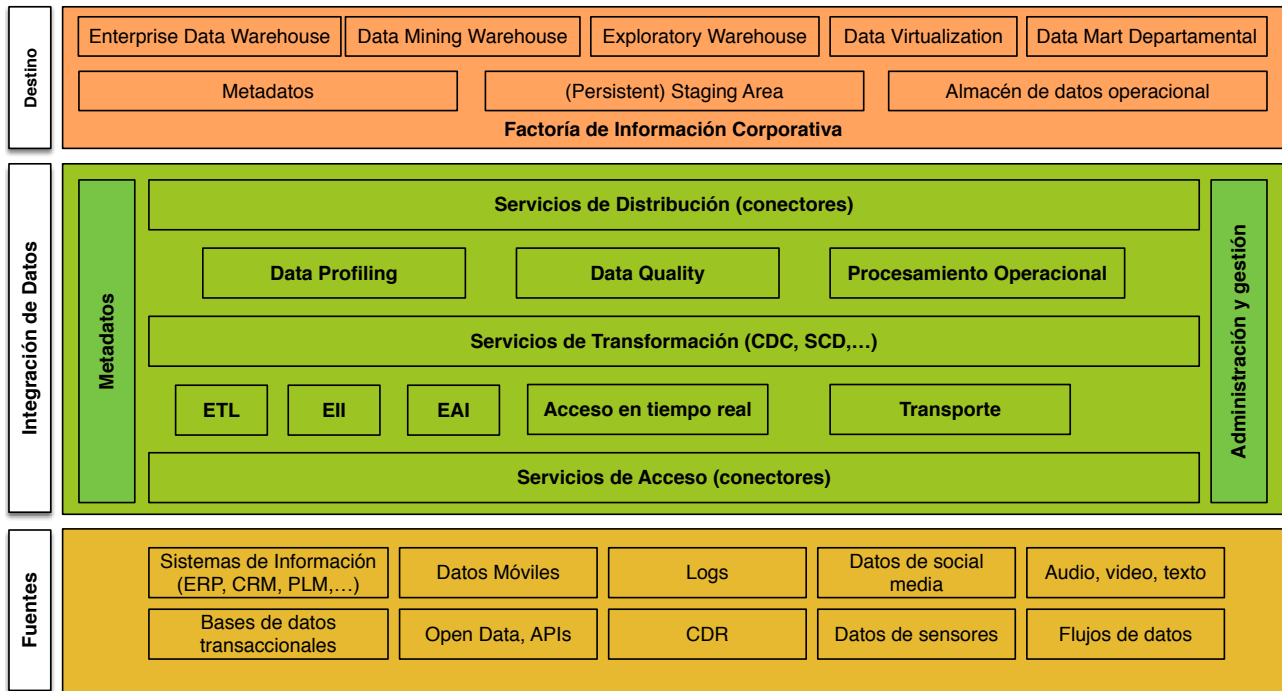 Destino
Enterprise Data Warehouse
Data Mining Warehouse
Exploratory Warehouse
Data Virtualization
Data Mart Departamental
Metadatos
(Persistent) Staging Area
Almacén de datos operacional
Factoría de Información Corporativa
Integración de Datos
Metadatos
Servicios de Distribución (conectores)
Data Profiling
Data Quality
Procesamiento Operacional
Servicios de Transformación (CDC, SCD,…)
ETL
EII
EAI
Acceso en tiempo real
Transporte
Servicios de Acceso (conectores)
Administración y gestión
Fuentes
Sistemas de Información
(ERP, CRM, PLM,…)
Datos Móviles
Logs
Datos de social
media
Audio, video, texto
Bases de datos
transaccionales
Open Data, APIs
CDR
Datos de sensores
Flujos de datos